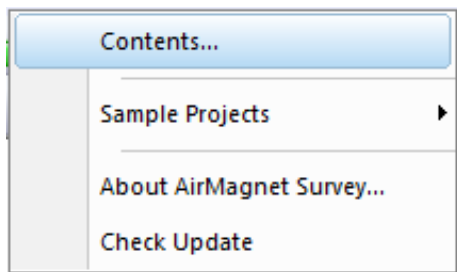 Contents...
Sample Projects
About AirMagnet Survey...
Check Update